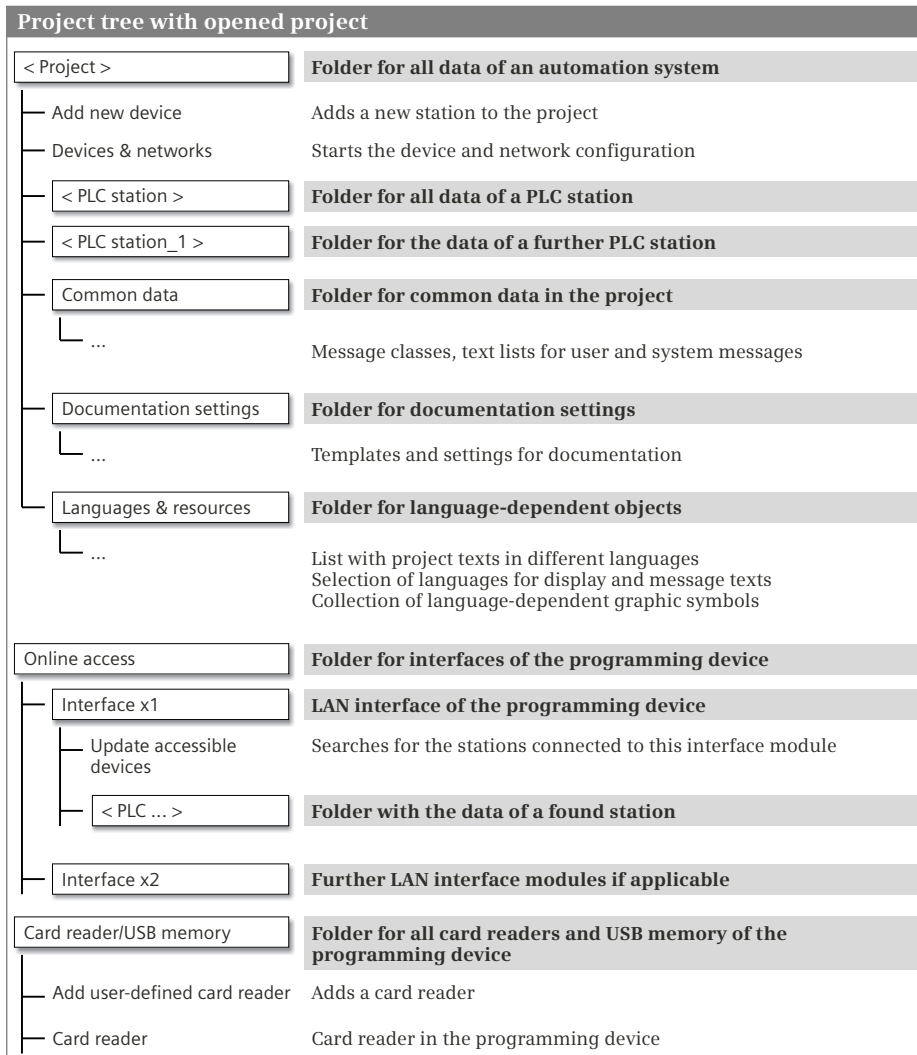 Project tree with opened project
< Project > Folder for all data of an automation system
Add new device Adds a new station to the project
Devices & networks Starts the device and network configuration
< PLC station > Folder for all data of a PLC station
< PLC station_1 > Folder for the data of a further PLC station
Common data Folder for common data in the project
... Message classes, text lists for user and system messages
Documentation settings Folder for documentation settings
... Templates and settings for documentation
Languages & resources Folder for language-dependent objects
... List with project texts in different languages
Selection of languages for display and message texts
Collection of language-dependent graphic symbols
Online access Folder for interfaces of the programming device
Interface x1 LAN interface of the programming device
Update accessible Searches for the stations connected to this interface module
devices
< PLC ... > Folder with the data of a found station
Interface x2 Further LAN interface modules if applicable
Card reader/USB memory Folder for all card readers and USB memory of the
programming device
Add user-defined card reader Adds a card reader
Card reader Card reader in the programming device